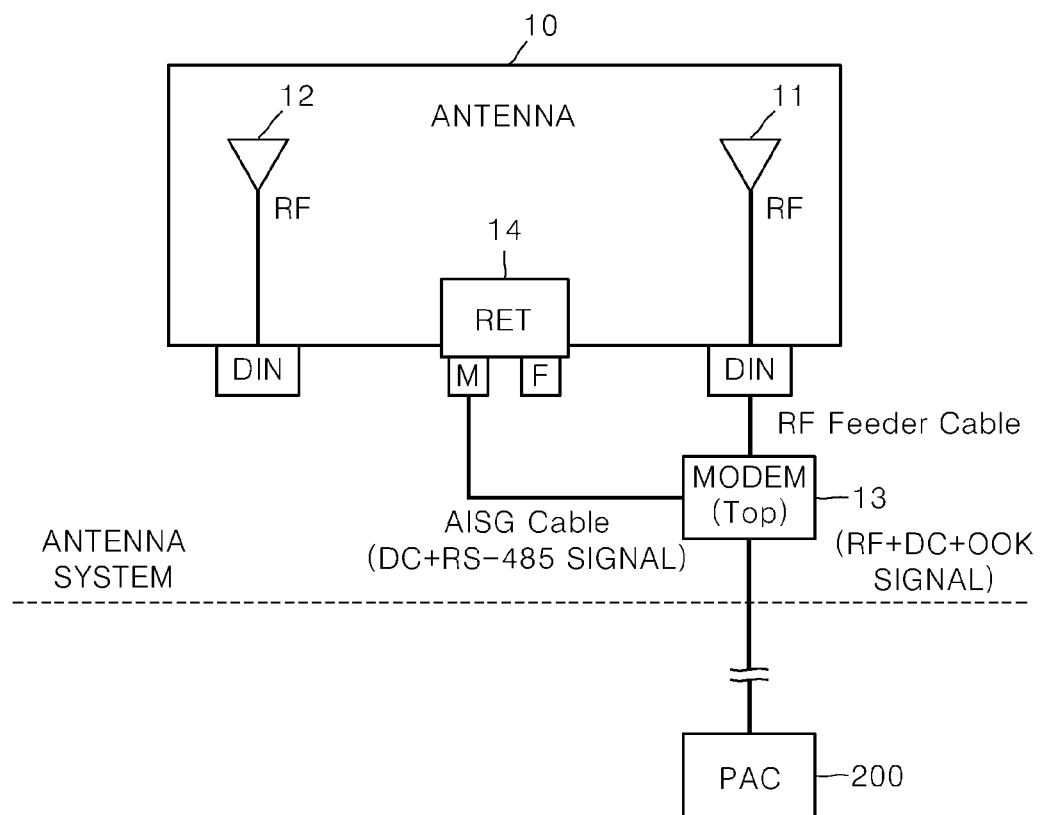 10
12
ANTENNA
11
RF
RF
14
RET
DIN
M
F
DIN
RF Feeder Cable
MODEM
(Top)
13
AISG Cable
(DC+RS-485 SIGNAL)
(RF+DC+OOK
SIGNAL)
ANTENNA
SYSTEM
PAC
200